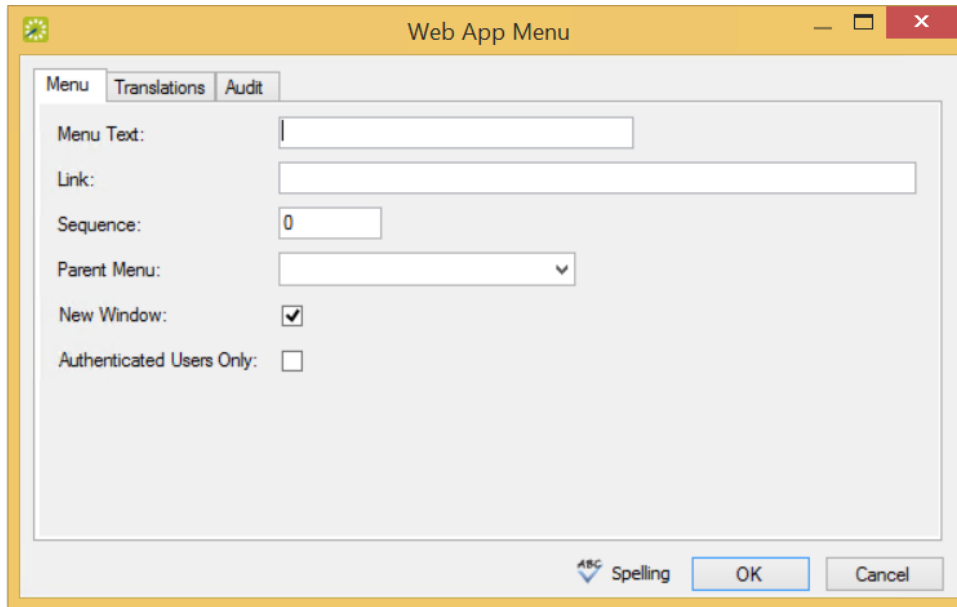 Web App Menu
Menu Translations Audit
Menu Text:
Link:
Sequence: 0
Parent Menu:
New Window:
Authenticated Users Only:
ABC Spelling OK Cancel